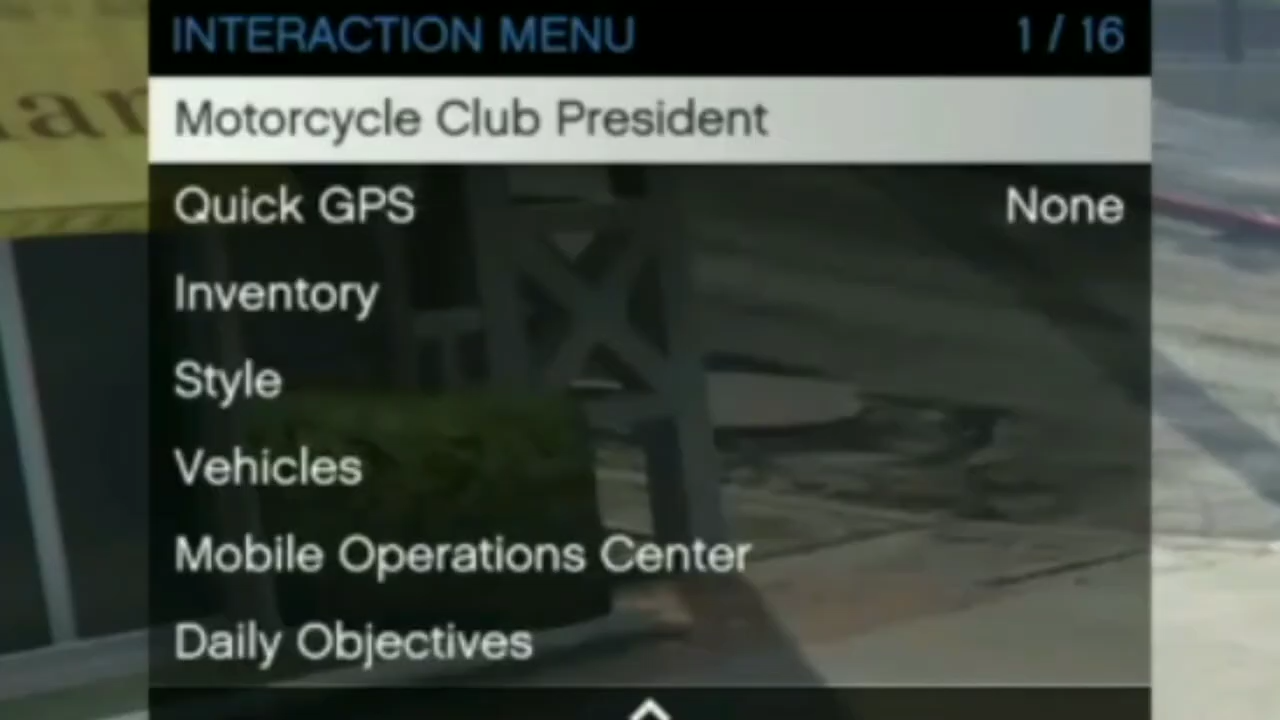 INTERACTION MENU 1 / 16
Motorcycle Club President
Quick GPS None
Inventory
Style
Vehicles
Mobile Operations Center
Daily Objectives